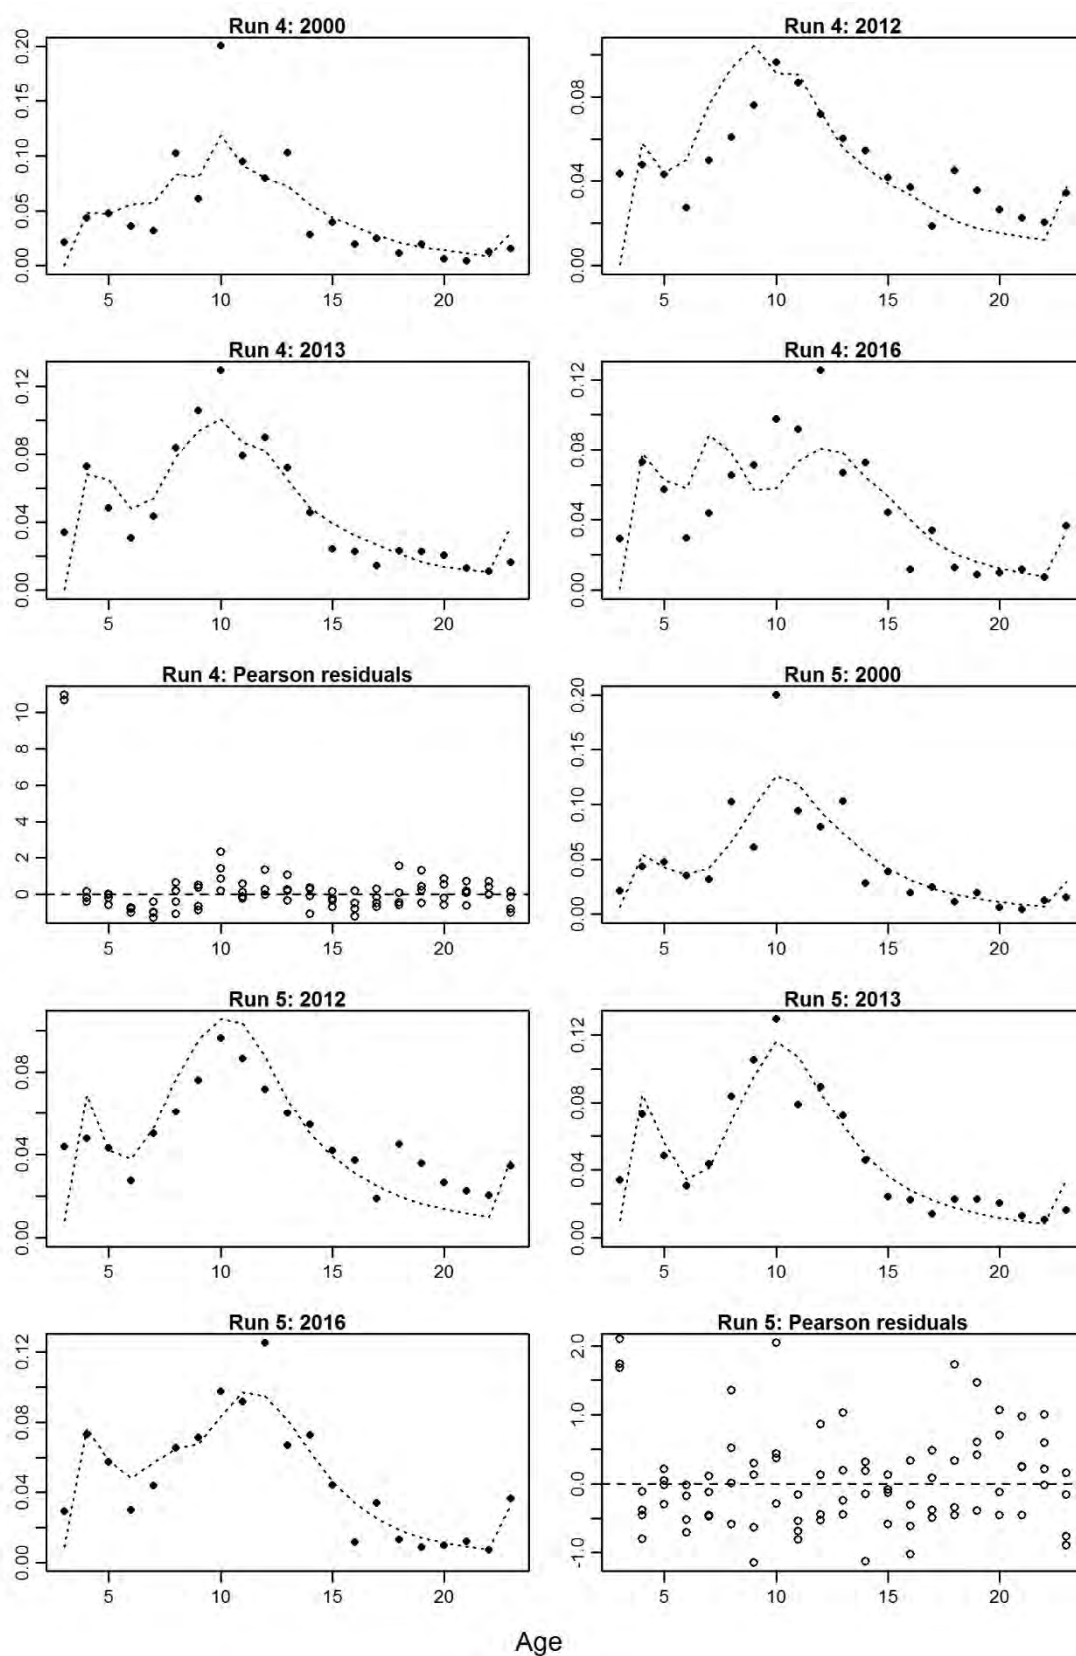 Run 4: 2000
0.20
0.15
0.10
0.05
0.00
5 10 15 20
Run 4: 2012
0.08
0.04
0.00
5 10 15 20
Run 4: 2013
0.12
0.08
0.04
0.00
5 10 15 20
Run 4: 2016
0.12
0.08
0.04
0.00
5 10 15 20
Run 4: Pearson residuals
10
8
6
4
2
0
5 10 15 20
Run 5: 2000
0.20
0.15
0.10
0.05
0.00
5 10 15 20
Run 5: 2012
0.08
0.04
0.00
5 10 15 20
Run 5: 2013
0.12
0.08
0.04
0.00
5 10 15 20
Run 5: 2016
0.12
0.08
0.04
0.00
5 10 15 20
Run 5: Pearson residuals
2.0
1.0
0.0
-1.0
5 10 15 20
Age